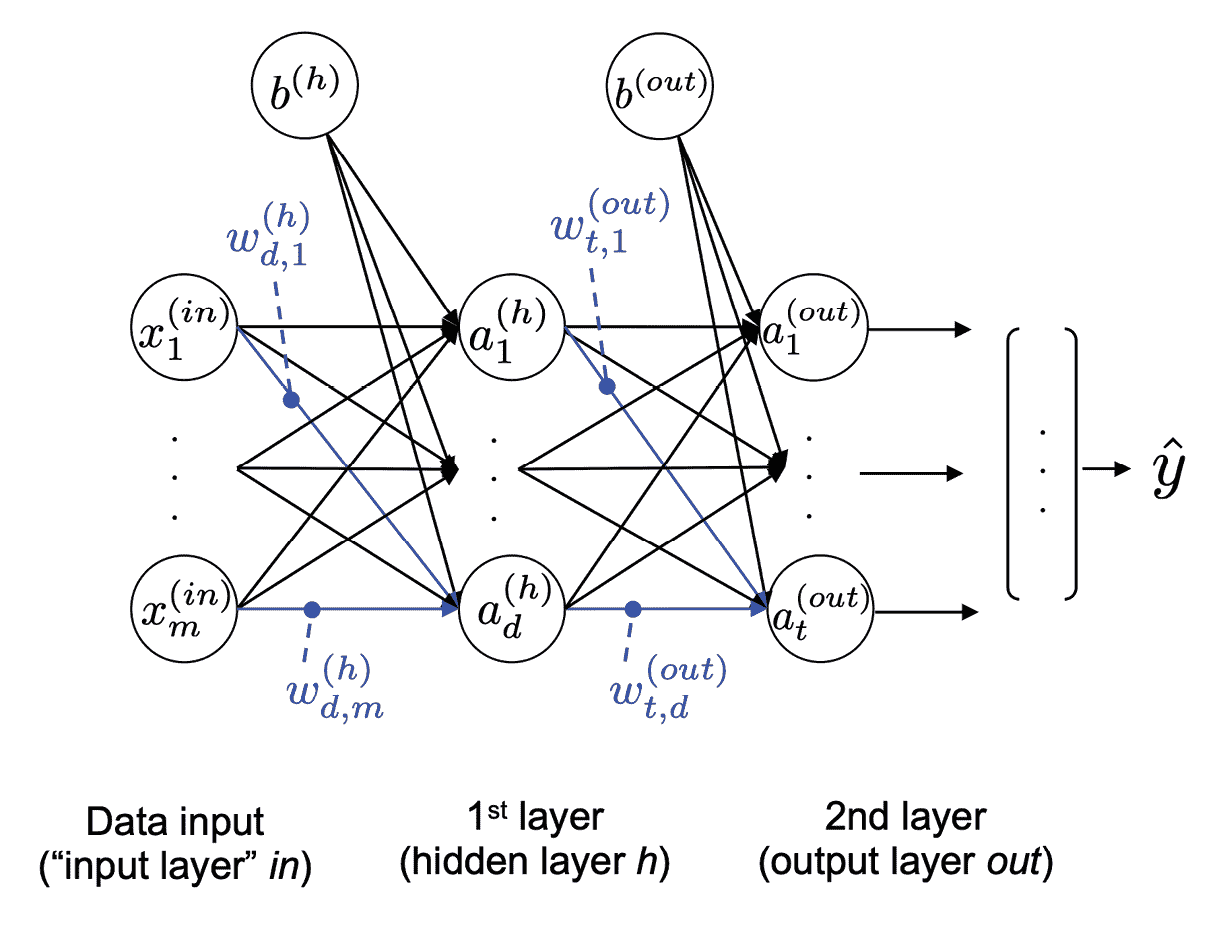 b^{(h)}
b^{(out)}
w_{d,1}^{(h)}
w_{t,1}^{(out)}
x_1^{(in)}
a_1^{(h)}
a_1^{(out)}
ŷ
x_m^{(in)}
a_d^{(h)}
a_t^{(out)}
w_{d,m}^{(h)}
w_{t,d}^{(out)}
Data input
(“input layer” in)
1st layer
(hidden layer h)
2nd layer
(output layer out)